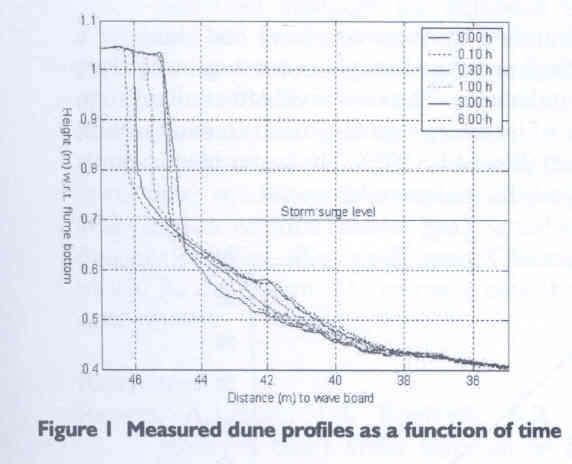 1.1
1
0.9
0.8
0.7
0.6
0.5
0.4
Height (m) w.r.t. flume bottom
0.00 h
0.10 h
0.30 h
1.00 h
3.00 h
6.00 h
Storm surge level
46 44 42 40 38 36
Distance (m) to wave board
Figure 1 Measured dune profiles as a function of time